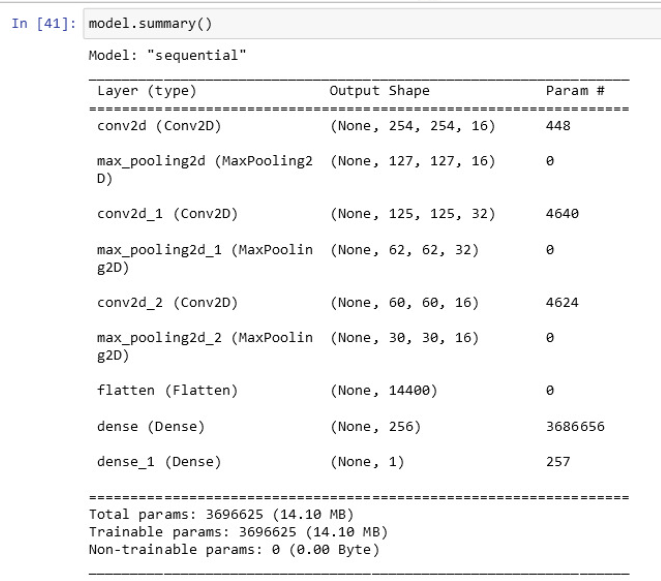 In [41]: model.summary()
Model: "sequential"
Layer (type) Output Shape Param #
=================================================================
conv2d (Conv2D) (None, 254, 254, 16) 448
max_pooling2d (MaxPooling2 (None, 127, 127, 16) 0
D)
conv2d_1 (Conv2D) (None, 125, 125, 32) 4640
max_pooling2d_1 (MaxPoolin (None, 62, 62, 32) 0
g2D)
conv2d_2 (Conv2D) (None, 60, 60, 16) 4624
max_pooling2d_2 (MaxPoolin (None, 30, 30, 16) 0
g2D)
flatten (Flatten) (None, 14400) 0
dense (Dense) (None, 256) 3686656
dense_1 (Dense) (None, 1) 257
=================================================================
Total params: 3696625 (14.10 MB)
Trainable params: 3696625 (14.10 MB)
Non-trainable params: 0 (0.00 Byte)